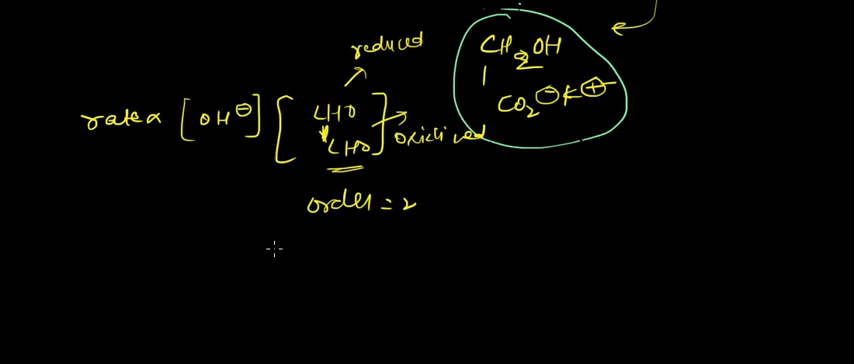 reduced
CH2OH
|
CO2⊖K⊕
rate ∝ [OH⊖] [CHO
CHO] oxidised
order = 2